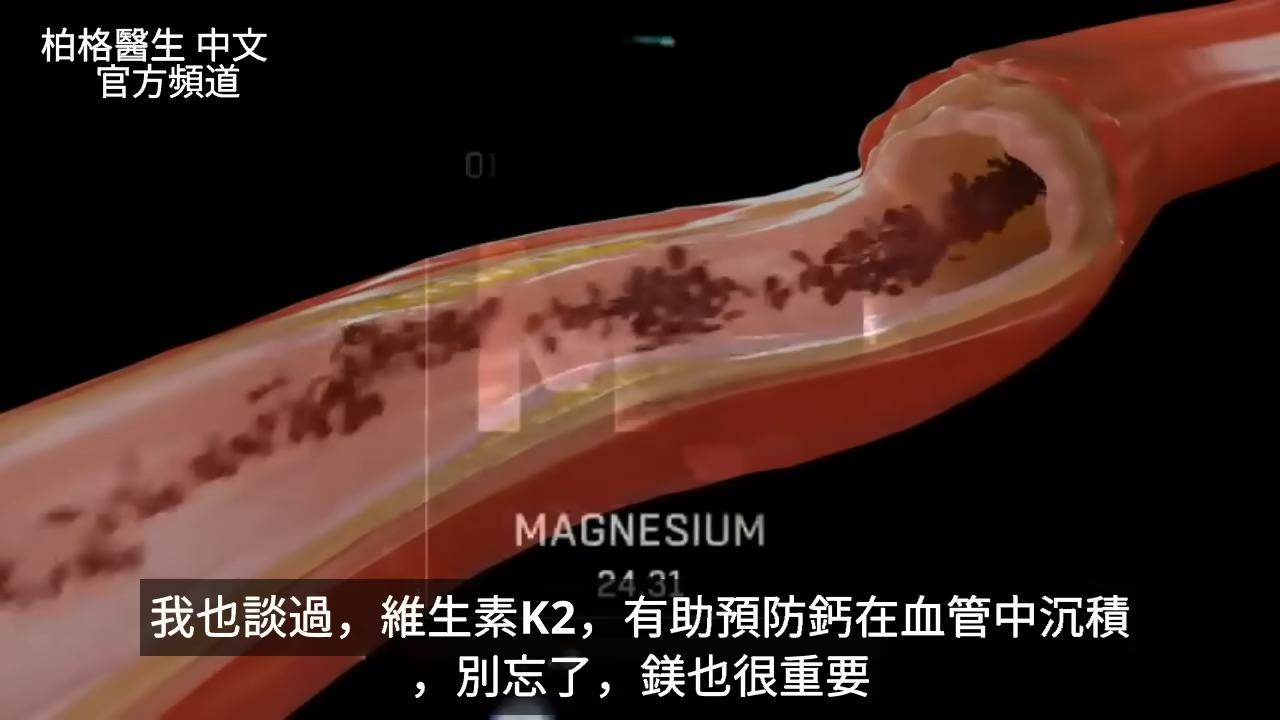 柏格醫生 中文
官方頻道
01
M
MAGNESIUM
24.31
我也談過，維生素K2，有助預防鈣在血管中沉積
，別忘了，鎂也很重要